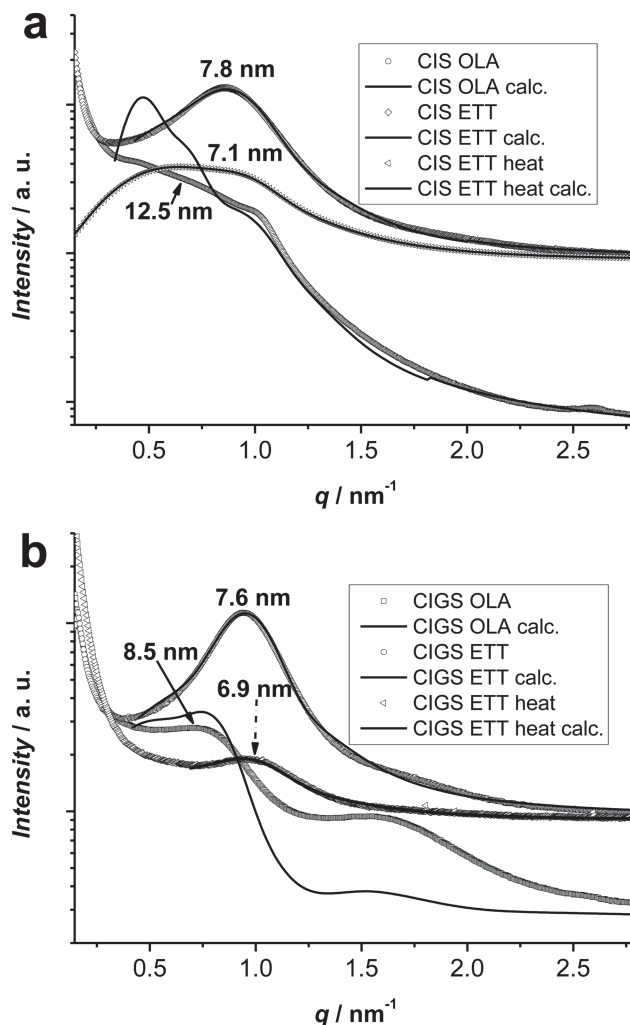 a
Intensity / a. u.
7.8 nm
7.1 nm
12.5 nm
CIS OLA
CIS OLA calc.
CIS ETT
CIS ETT calc.
CIS ETT heat
CIS ETT heat calc.
0.5 1.0 1.5 2.0 2.5
q / nm⁻¹
b
Intensity / a. u.
7.6 nm
8.5 nm
6.9 nm
CIGS OLA
CIGS OLA calc.
CIGS ETT
CIGS ETT calc.
CIGS ETT heat
CIGS ETT heat calc.
0.5 1.0 1.5 2.0 2.5
q / nm⁻¹